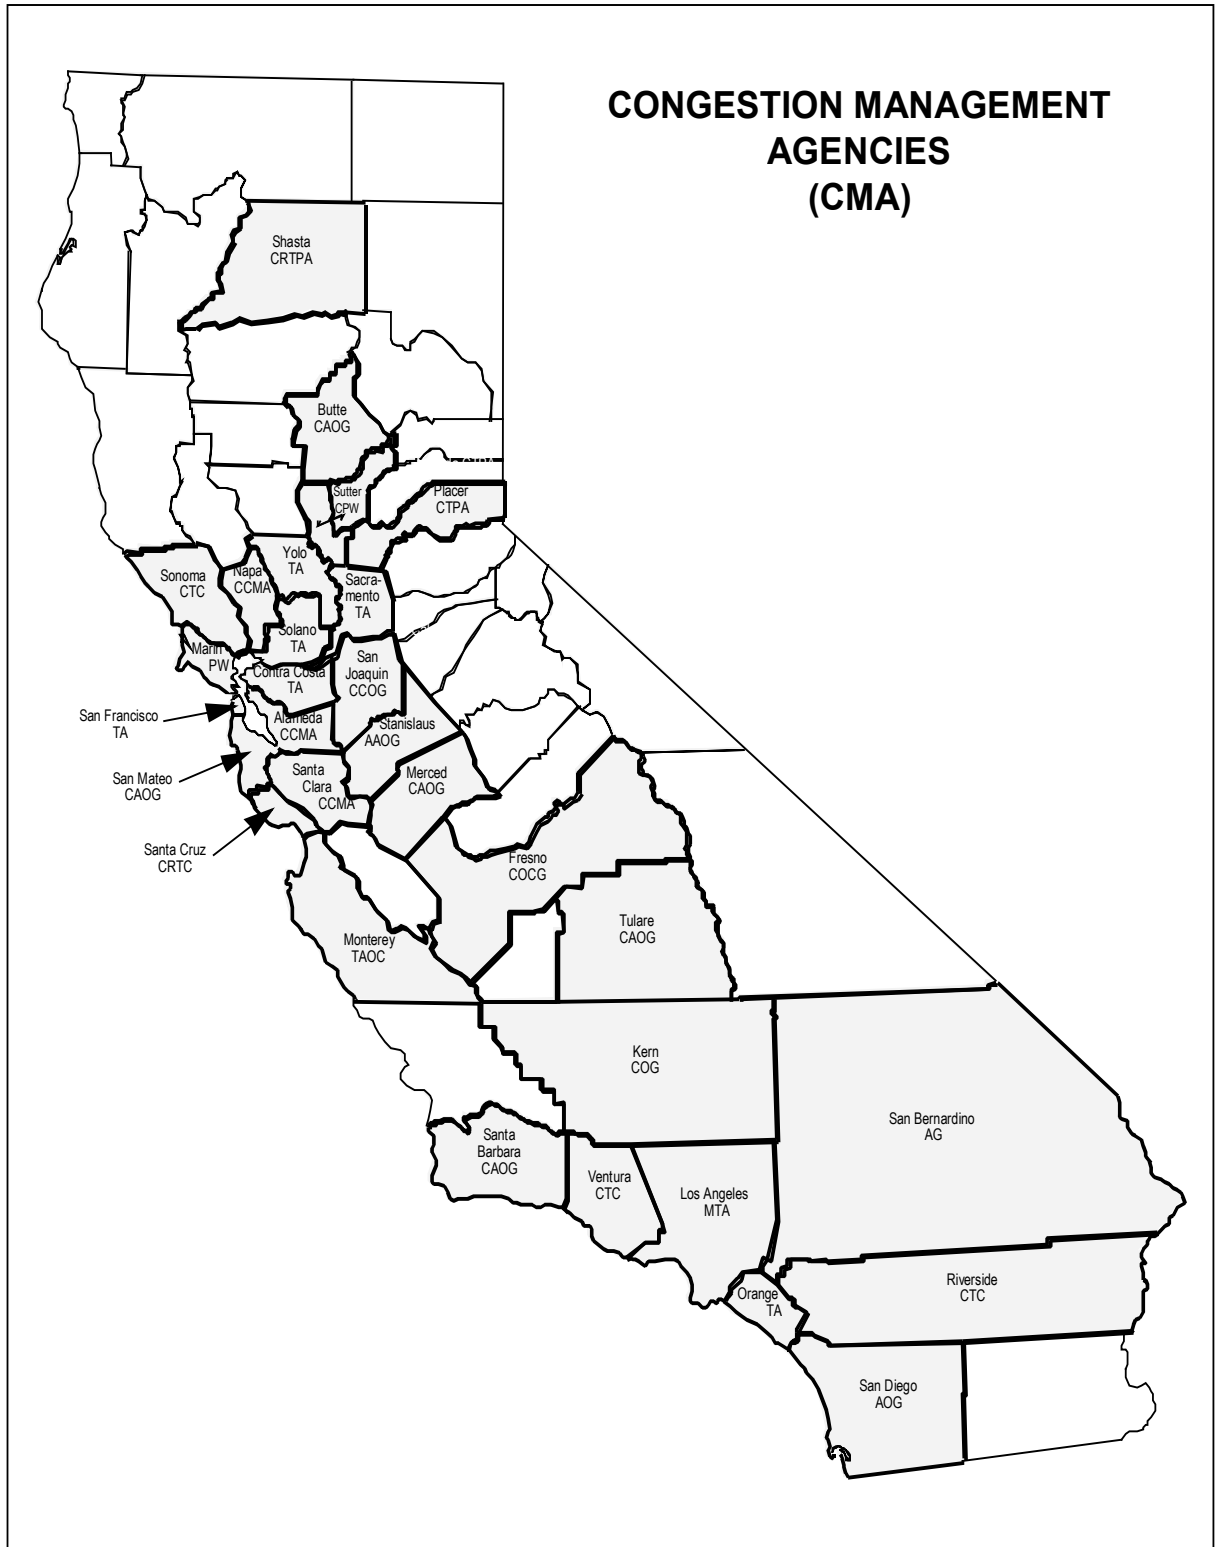 CONGESTION MANAGEMENT
AGENCIES
(CMA)
Shasta
CRTPA
Butte
CAOG
Sutter
CPW
Placer
CTPA
Yolo
TA
Sonoma
CTC
Napa
CCMA
Sacra-
mento
TA
Solano
TA
Marin
PW
Contra Costa
TA
San
Joaquin
CCOG
San Francisco
TA
Alameda
CCMA
Stanislaus
AAOG
San Mateo
CAOG
Santa
Clara
CCMA
Merced
CAOG
Santa Cruz
CRTC
Fresno
COCG
Monterey
TAOC
Tulare
CAOG
Kern
COG
San Bernardino
AG
Santa
Barbara
CAOG
Ventura
CTC
Los Angeles
MTA
Orange
TA
Riverside
CTC
San Diego
AOG